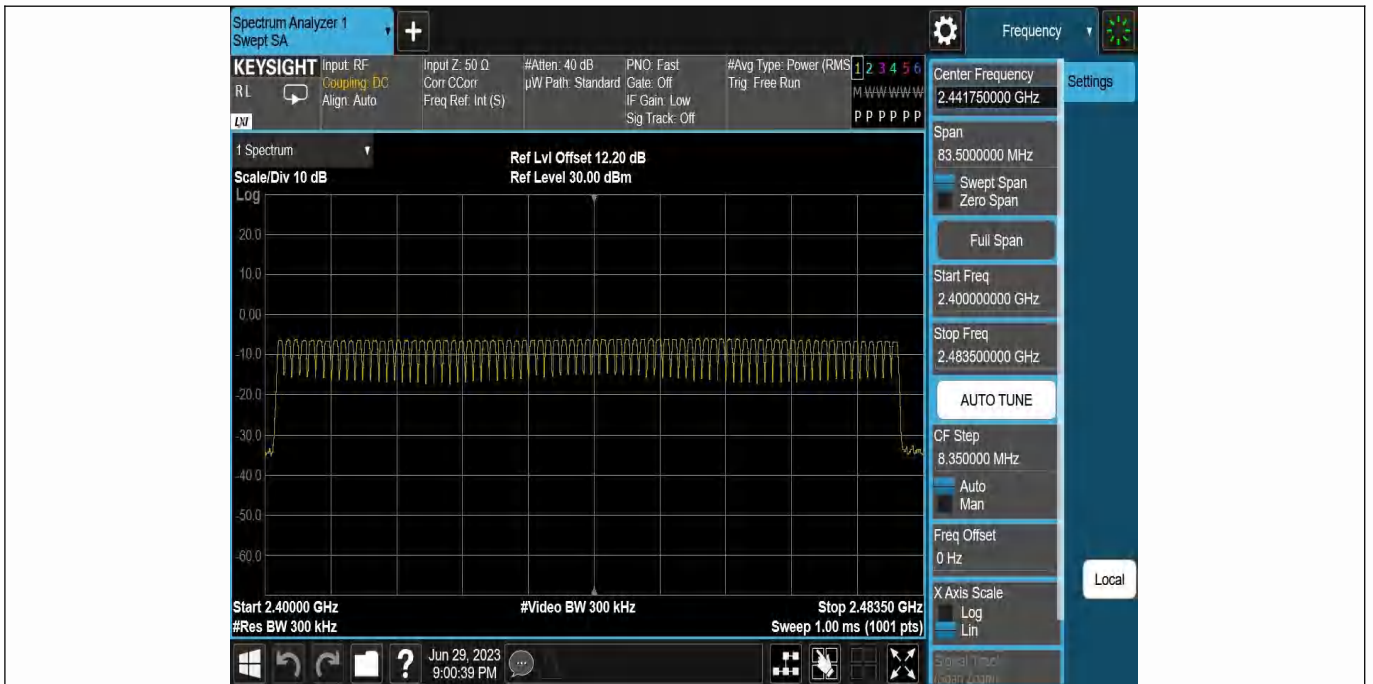 Spectrum Analyzer 1
Swept SA
+
Frequency
KEYSIGHT
RL
LXI
Input: RF
Coupling: DC
Align: Auto
Input Z: 50 Ω
Corr CCorr
Freq Ref: Int (S)
#Atten: 40 dB
µW Path: Standard
PNO: Fast
Gate: Off
IF Gain: Low
Sig Track: Off
#Avg Type: Power (RMS
Trig: Free Run
1 2 3 4 5 6
M W W W W W
P P P P P P
1 Spectrum
Scale/Div 10 dB
Log
Ref Lvl Offset 12.20 dB
Ref Level 30.00 dBm
20.0
10.0
0.00
-10.0
-20.0
-30.0
-40.0
-50.0
-60.0
Start 2.40000 GHz
#Res BW 300 kHz
#Video BW 300 kHz
Stop 2.48350 GHz
Sweep 1.00 ms (1001 pts)
Center Frequency
2.441750000 GHz
Settings
Span
83.5000000 MHz
Swept Span
Zero Span
Full Span
Start Freq
2.400000000 GHz
Stop Freq
2.483500000 GHz
AUTO TUNE
CF Step
8.350000 MHz
Auto
Man
Freq Offset
0 Hz
X Axis Scale
Log
Lin
Signal Track
(Span Zoom)
Local
?
Jun 29, 2023
9:00:39 PM